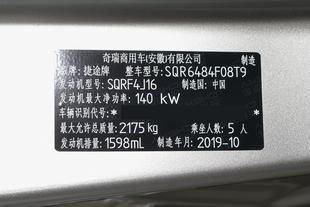 奇瑞商用车(安徽)有限公司 制造
品牌：捷途牌 整车型号：SQR6484F08T9
发动机型号：SQRF4J16 制造国：中国
发动机最大净功率：140 kW
车辆识别代号：* *
最大允许总质量：2175kg 乘坐人数：5 人
发动机排量：1598mL 制造年月：2019-10